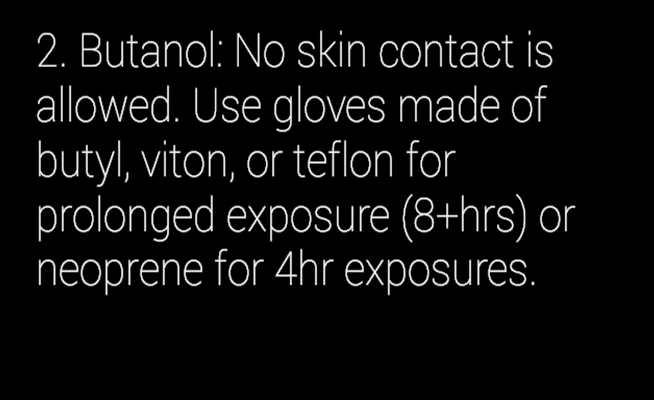 2. Butanol: No skin contact is
allowed. Use gloves made of
butyl, viton, or teflon for
prolonged exposure (8+hrs) or
neoprene for 4hr exposures.